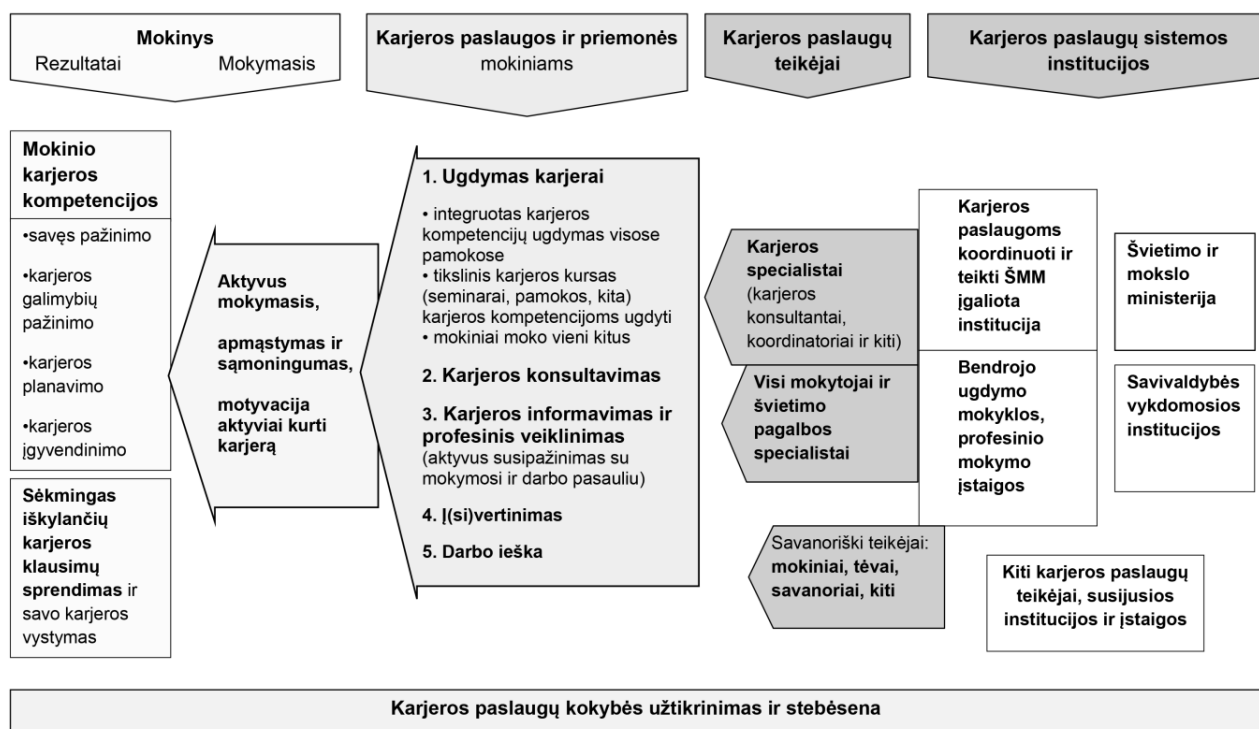 Mokinys
Rezultatai Mokymasis
Karjeros paslaugos ir priemonės
mokiniams
Karjeros paslaugų
teikėjai
Karjeros paslaugų sistemos
institucijos
Mokinio
karjeros
kompetencijos
•savęs pažinimo
•karjeros
galimybių
pažinimo
•karjeros
planavimo
•karjeros
įgyvendinimo
Sėkmingas
iškylančių
karjeros
klausimų
sprendimas ir
savo karjeros
vystymas
Aktyvus
mokymasis,
apmąstymas ir
sąmoningumas,
motyvacija
aktyviai kurti
karjerą
1. Ugdymas karjerai
• integruotas karjeros
kompetencijų ugdymas visose
pamokose
• tikslinis karjeros kursas
(seminarai, pamokos, kita)
karjeros kompetencijoms ugdyti
• mokiniai moko vieni kitus
2. Karjeros konsultavimas
3. Karjeros informavimas ir
profesinis veiklinimas
(aktyvus susipažinimas su
mokymosi ir darbo pasauliu)
4. Į(si)vertinimas
5. Darbo ieška
Karjeros
specialistai
(karjeros
konsultantai,
koordinatoriai ir kiti)
Visi mokytojai ir
švietimo
pagalbos
specialistai
Savanoriški teikėjai:
mokiniai, tėvai,
savanoriai, kiti
Karjeros
paslaugoms
koordinuoti ir
teikti ŠMM
įgaliota
institucija
Bendrojo
ugdymo
mokyklos,
profesinio
mokymo
įstaigos
Švietimo ir
mokslo
ministerija
Savivaldybės
vykdomosios
institucijos
Kiti karjeros paslaugų
teikėjai, susijusios
institucijos ir įstaigos
Karjeros paslaugų kokybės užtikrinimas ir stebėsena